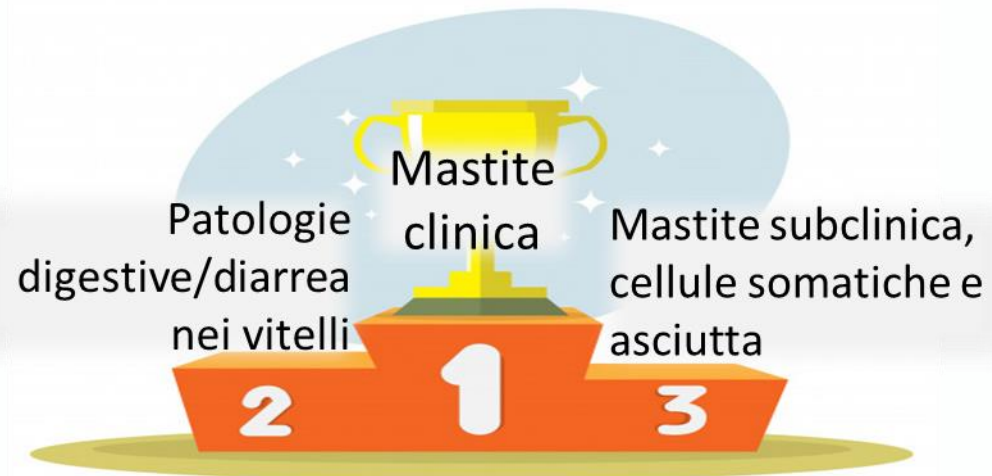 Mastite
clinica
Patologie
digestive/diarrea
nei vitelli
Mastite subclinica,
cellule somatiche e
asciutta
2
1
3